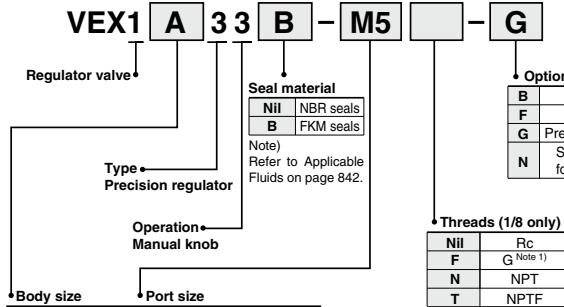 VEX1 A 3 3 B – M5 – G
Regulator valve
Seal material
Nil NBR seals
B FKM seals
Note)
Refer to Applicable
Fluids on page 842.
Type
Precision regulator
Operation
Manual knob
Body size
Port size
Option
B
F
G Pre
N S
fo
Threads (1/8 only)
Nil Rc
F G Note 1)
N NPT
T NPTF